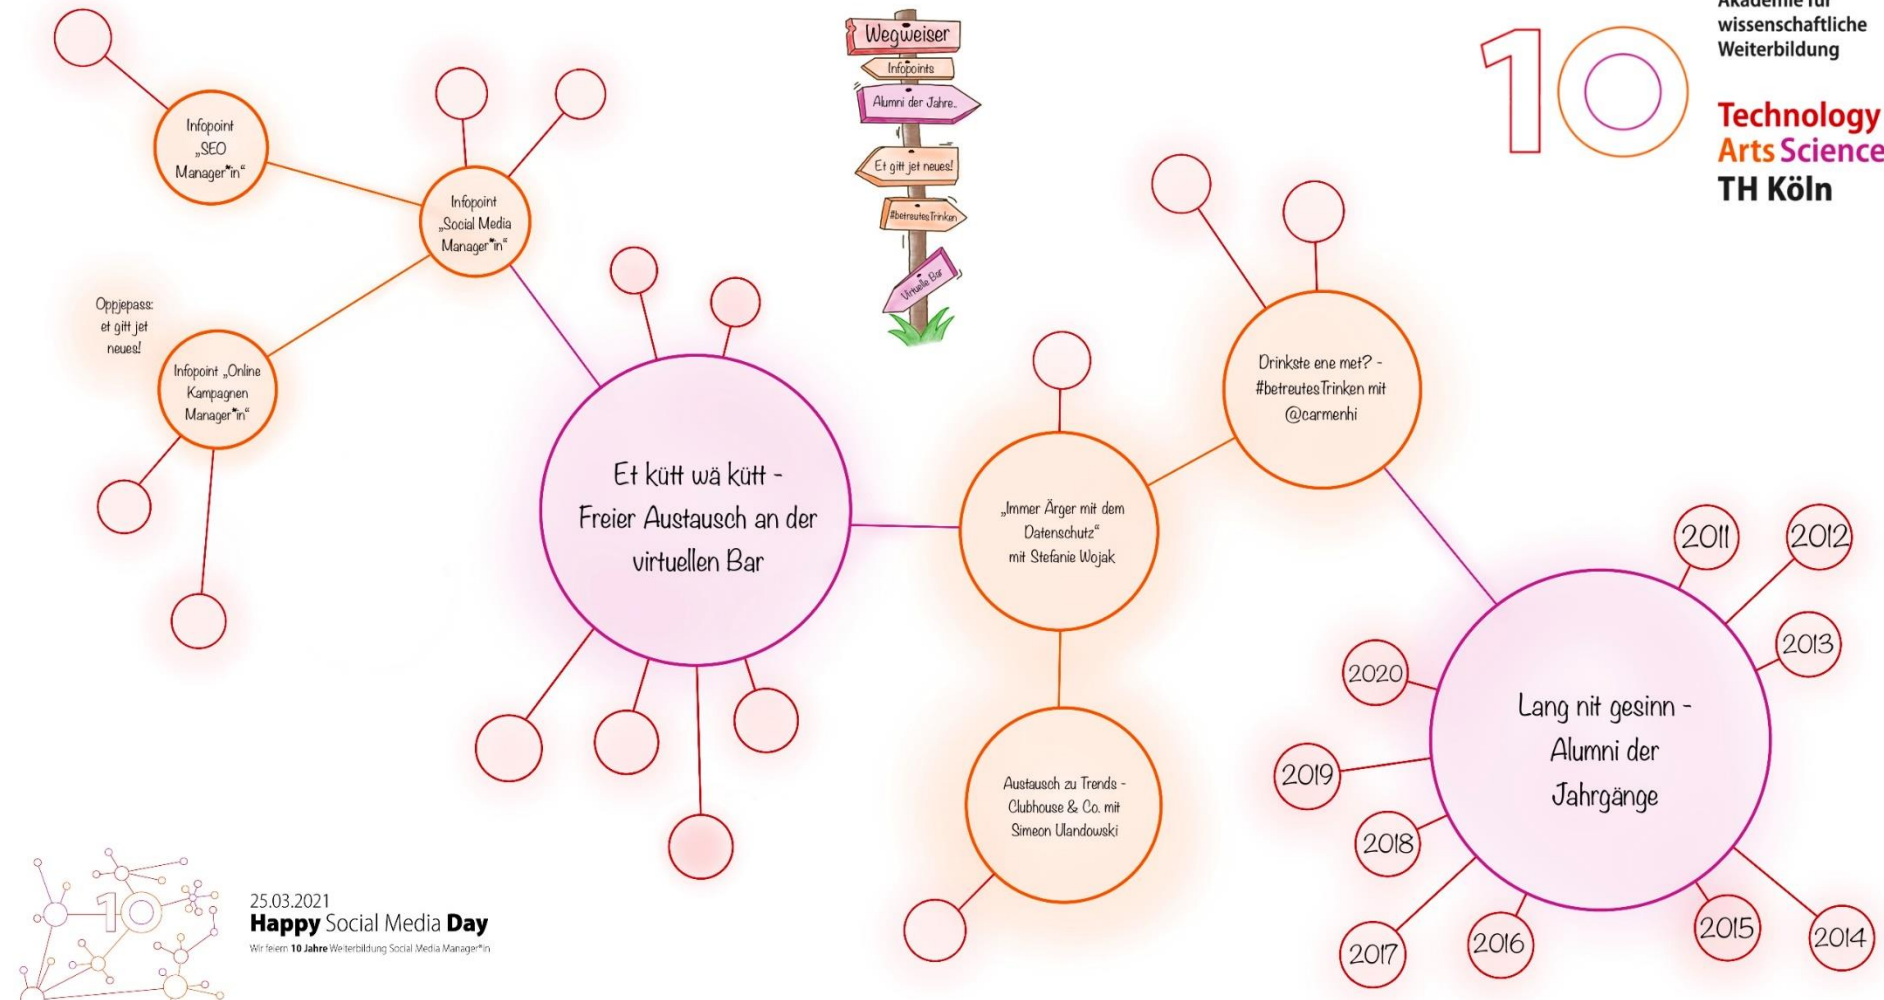 Wegweiser
Infopoints
Alumni der Jahre..
Et gitt jet neues!
#betreutesTrinken
Virtuelle Bar
10
Akademie für
wissenschaftliche
Weiterbildung
Technology
Arts Science
TH Köln
Infopoint
„SEO
Manager*in“
Infopoint
„Social Media
Manager*in“
Oppjepass:
et gitt jet
neues!
Infopoint „Online
Kampagnen
Manager*in“
Et kütt wä kütt -
Freier Austausch an der
virtuellen Bar
„Immer Ärger mit dem
Datenschutz“
mit Stefanie Wojak
Drinkste ene met? -
#betreutesTrinken mit
@carmenhi
Austausch zu Trends -
Clubhouse & Co. mit
Simeon Ulandowski
Lang nit gesinn -
Alumni der
Jahrgänge
2011
2012
2013
2014
2015
2016
2017
2018
2019
2020
10
25.03.2021
Happy Social Media Day
Wir feiern 10 Jahre Weiterbildung Social Media Manager*in